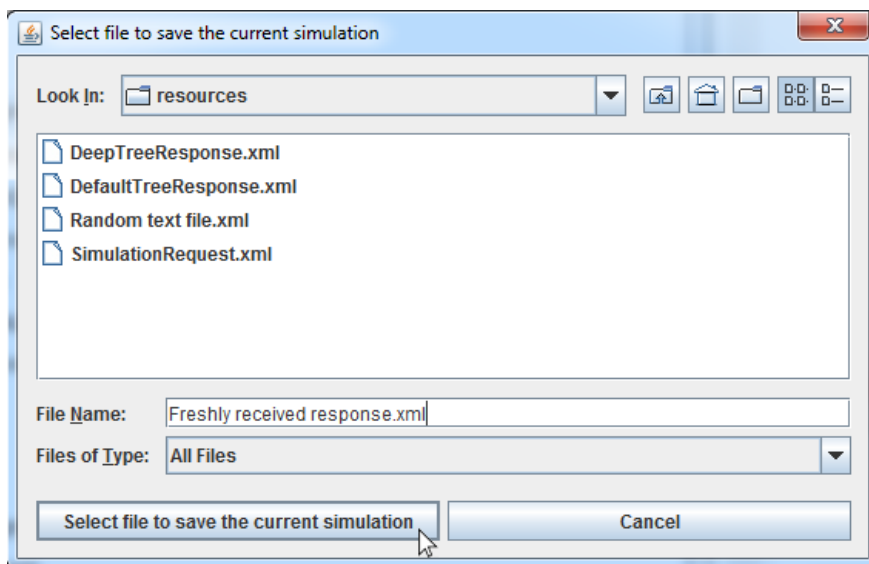 Select file to save the current simulation
Look In: resources
DeepTreeResponse.xml
DefaultTreeResponse.xml
Random text file.xml
SimulationRequest.xml
File Name: Freshly received response.xml
Files of Type: All Files
Select file to save the current simulation Cancel